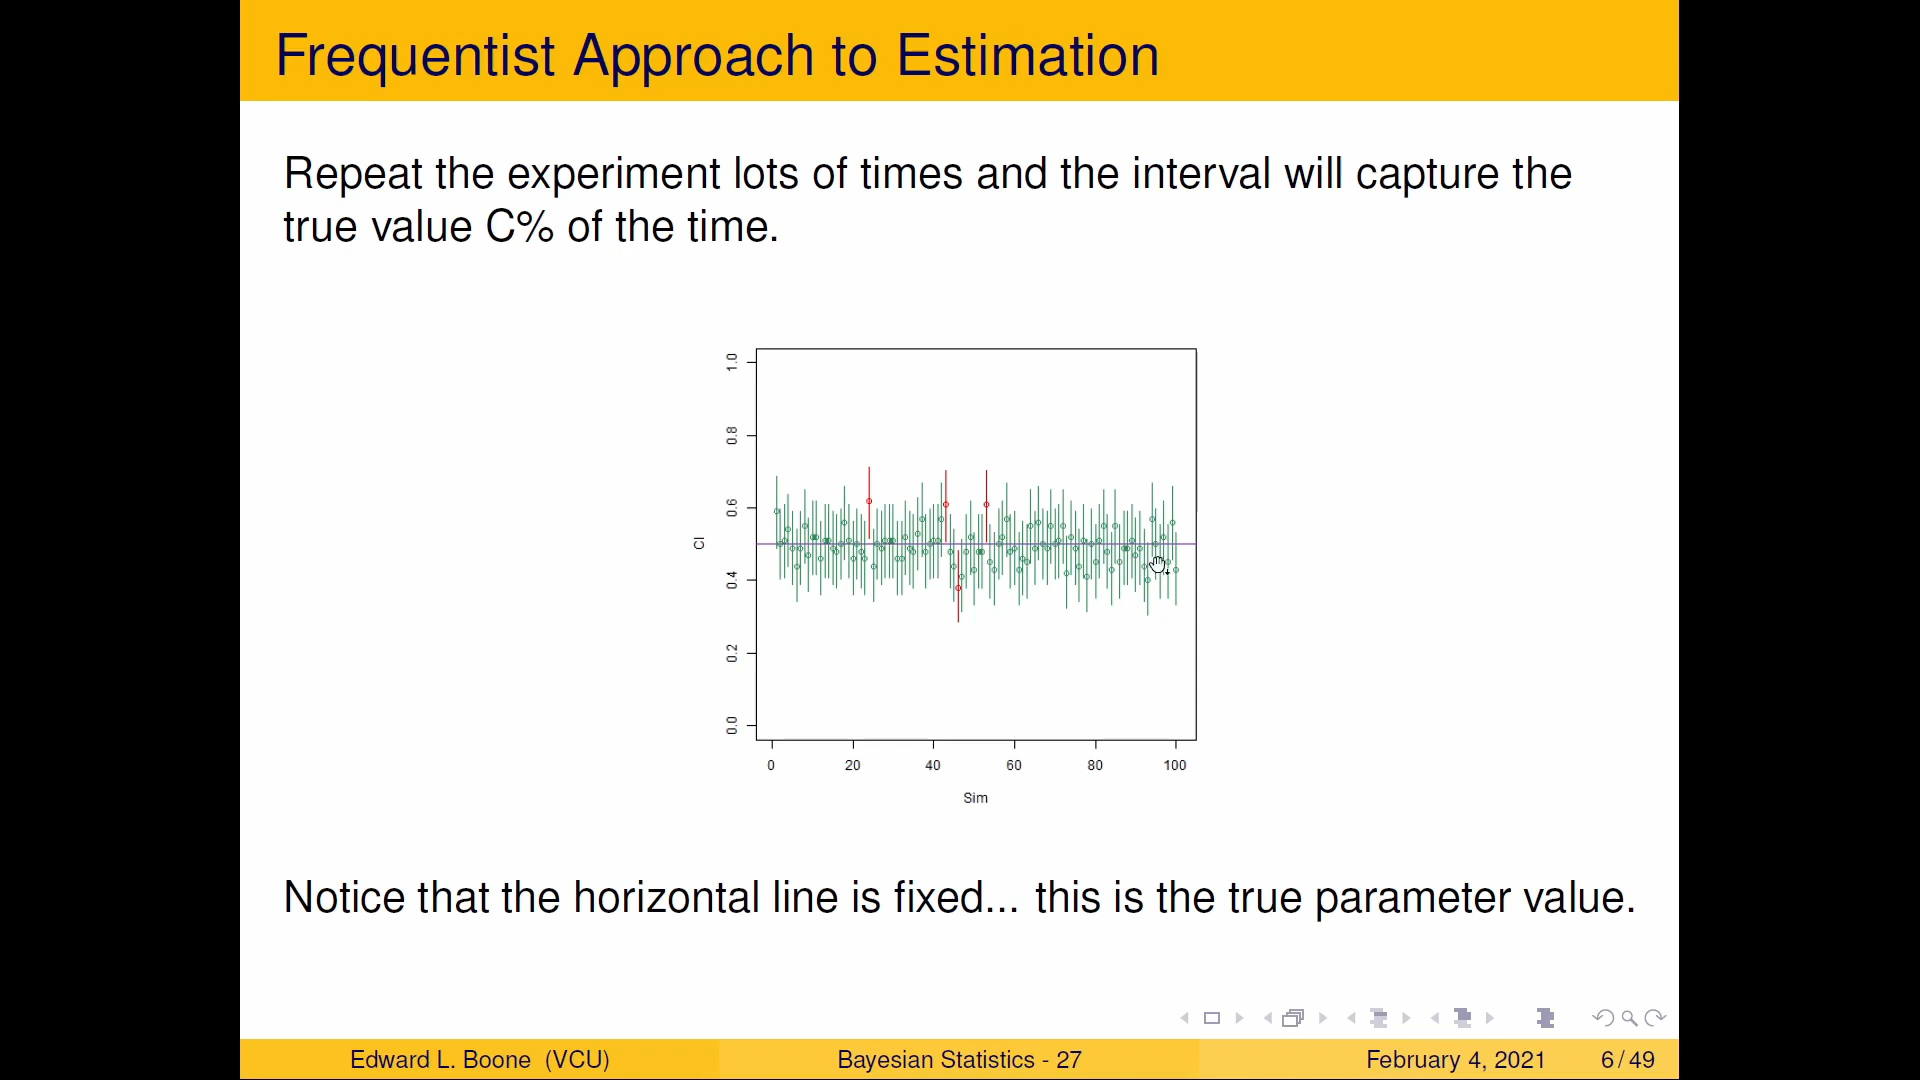 Frequentist Approach to Estimation
Repeat the experiment lots of times and the interval will capture the
true value C% of the time.
1.0
0.8
0.6
0.4
0.2
0.0
CI
0 20 40 60 80 100
Sim
Notice that the horizontal line is fixed... this is the true parameter value.
Edward L. Boone (VCU) Bayesian Statistics - 27 February 4, 2021 6 / 49